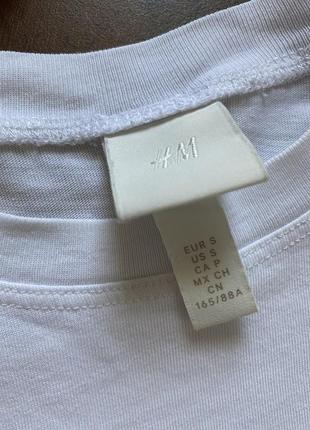 H&M
EUR S
US S
CA P
MX CH
CN
165/88A